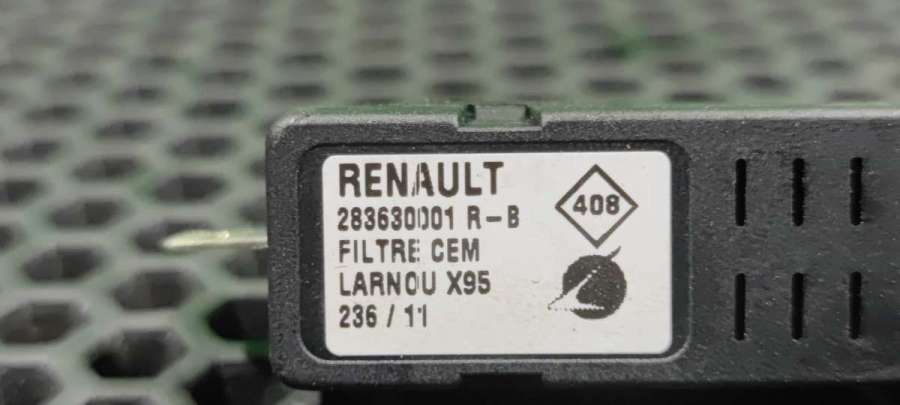 RENAULT
283630001 R-B
408
FILTRE CEM
LARNOU X95
236 / 11